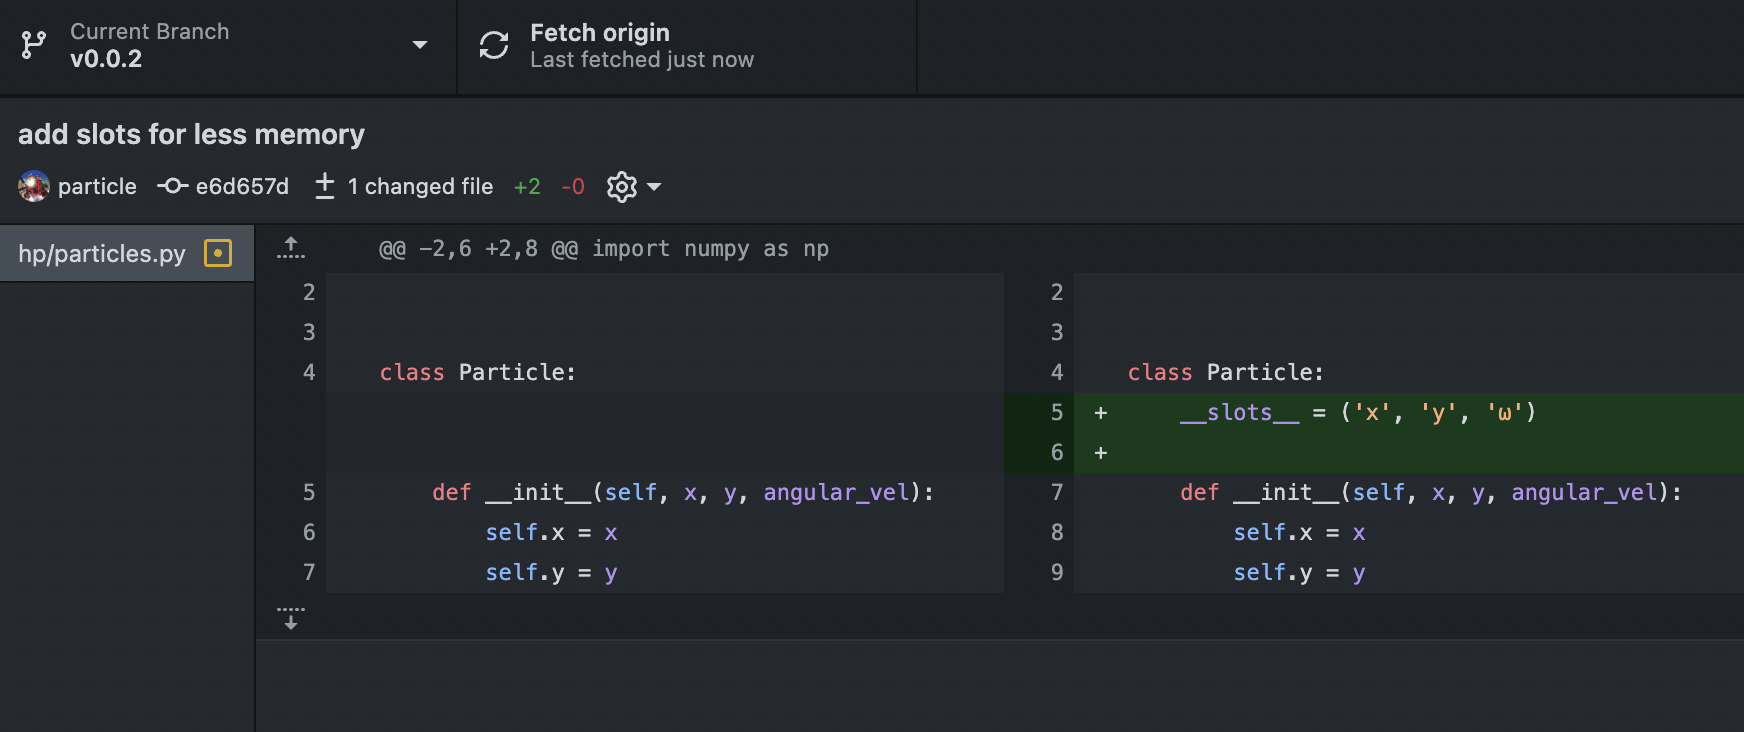 Current Branch
v0.0.2
Fetch origin
Last fetched just now
add slots for less memory
particle e6d657d 1 changed file +2 -0
hp/particles.py
@@ -2,6 +2,8 @@ import numpy as np
2 2
3 3
4 class Particle: 4 class Particle:
5 + __slots__ = ('x', 'y', 'ω')
6 +
5 def __init__(self, x, y, angular_vel): 7 def __init__(self, x, y, angular_vel):
6 self.x = x 8 self.x = x
7 self.y = y 9 self.y = y